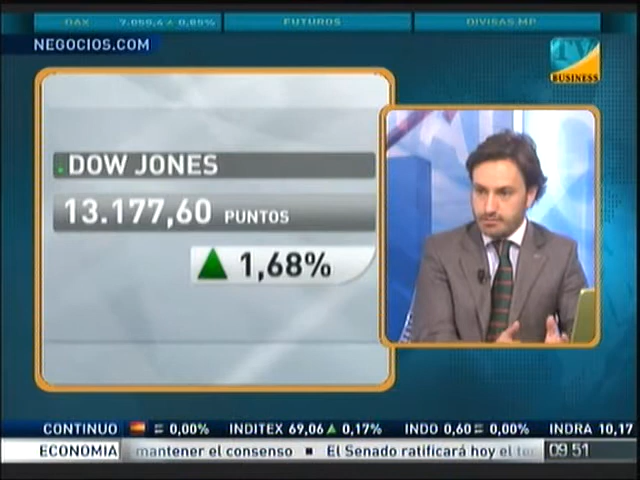 DAX 7.055,4 0,85% FUTUROS DIVISAS MP
NEGOCIOS.COM
TV
BUSINESS
.DOW JONES
13.177,60 PUNTOS
1,68%
CONTINUO = 0,00% INDITEX 69,06 0,17% INDO 0,60 = 0,00% INDRA 10,17
ECONOMIA mantener el consenso ■ El Senado ratificará hoy el 09:51